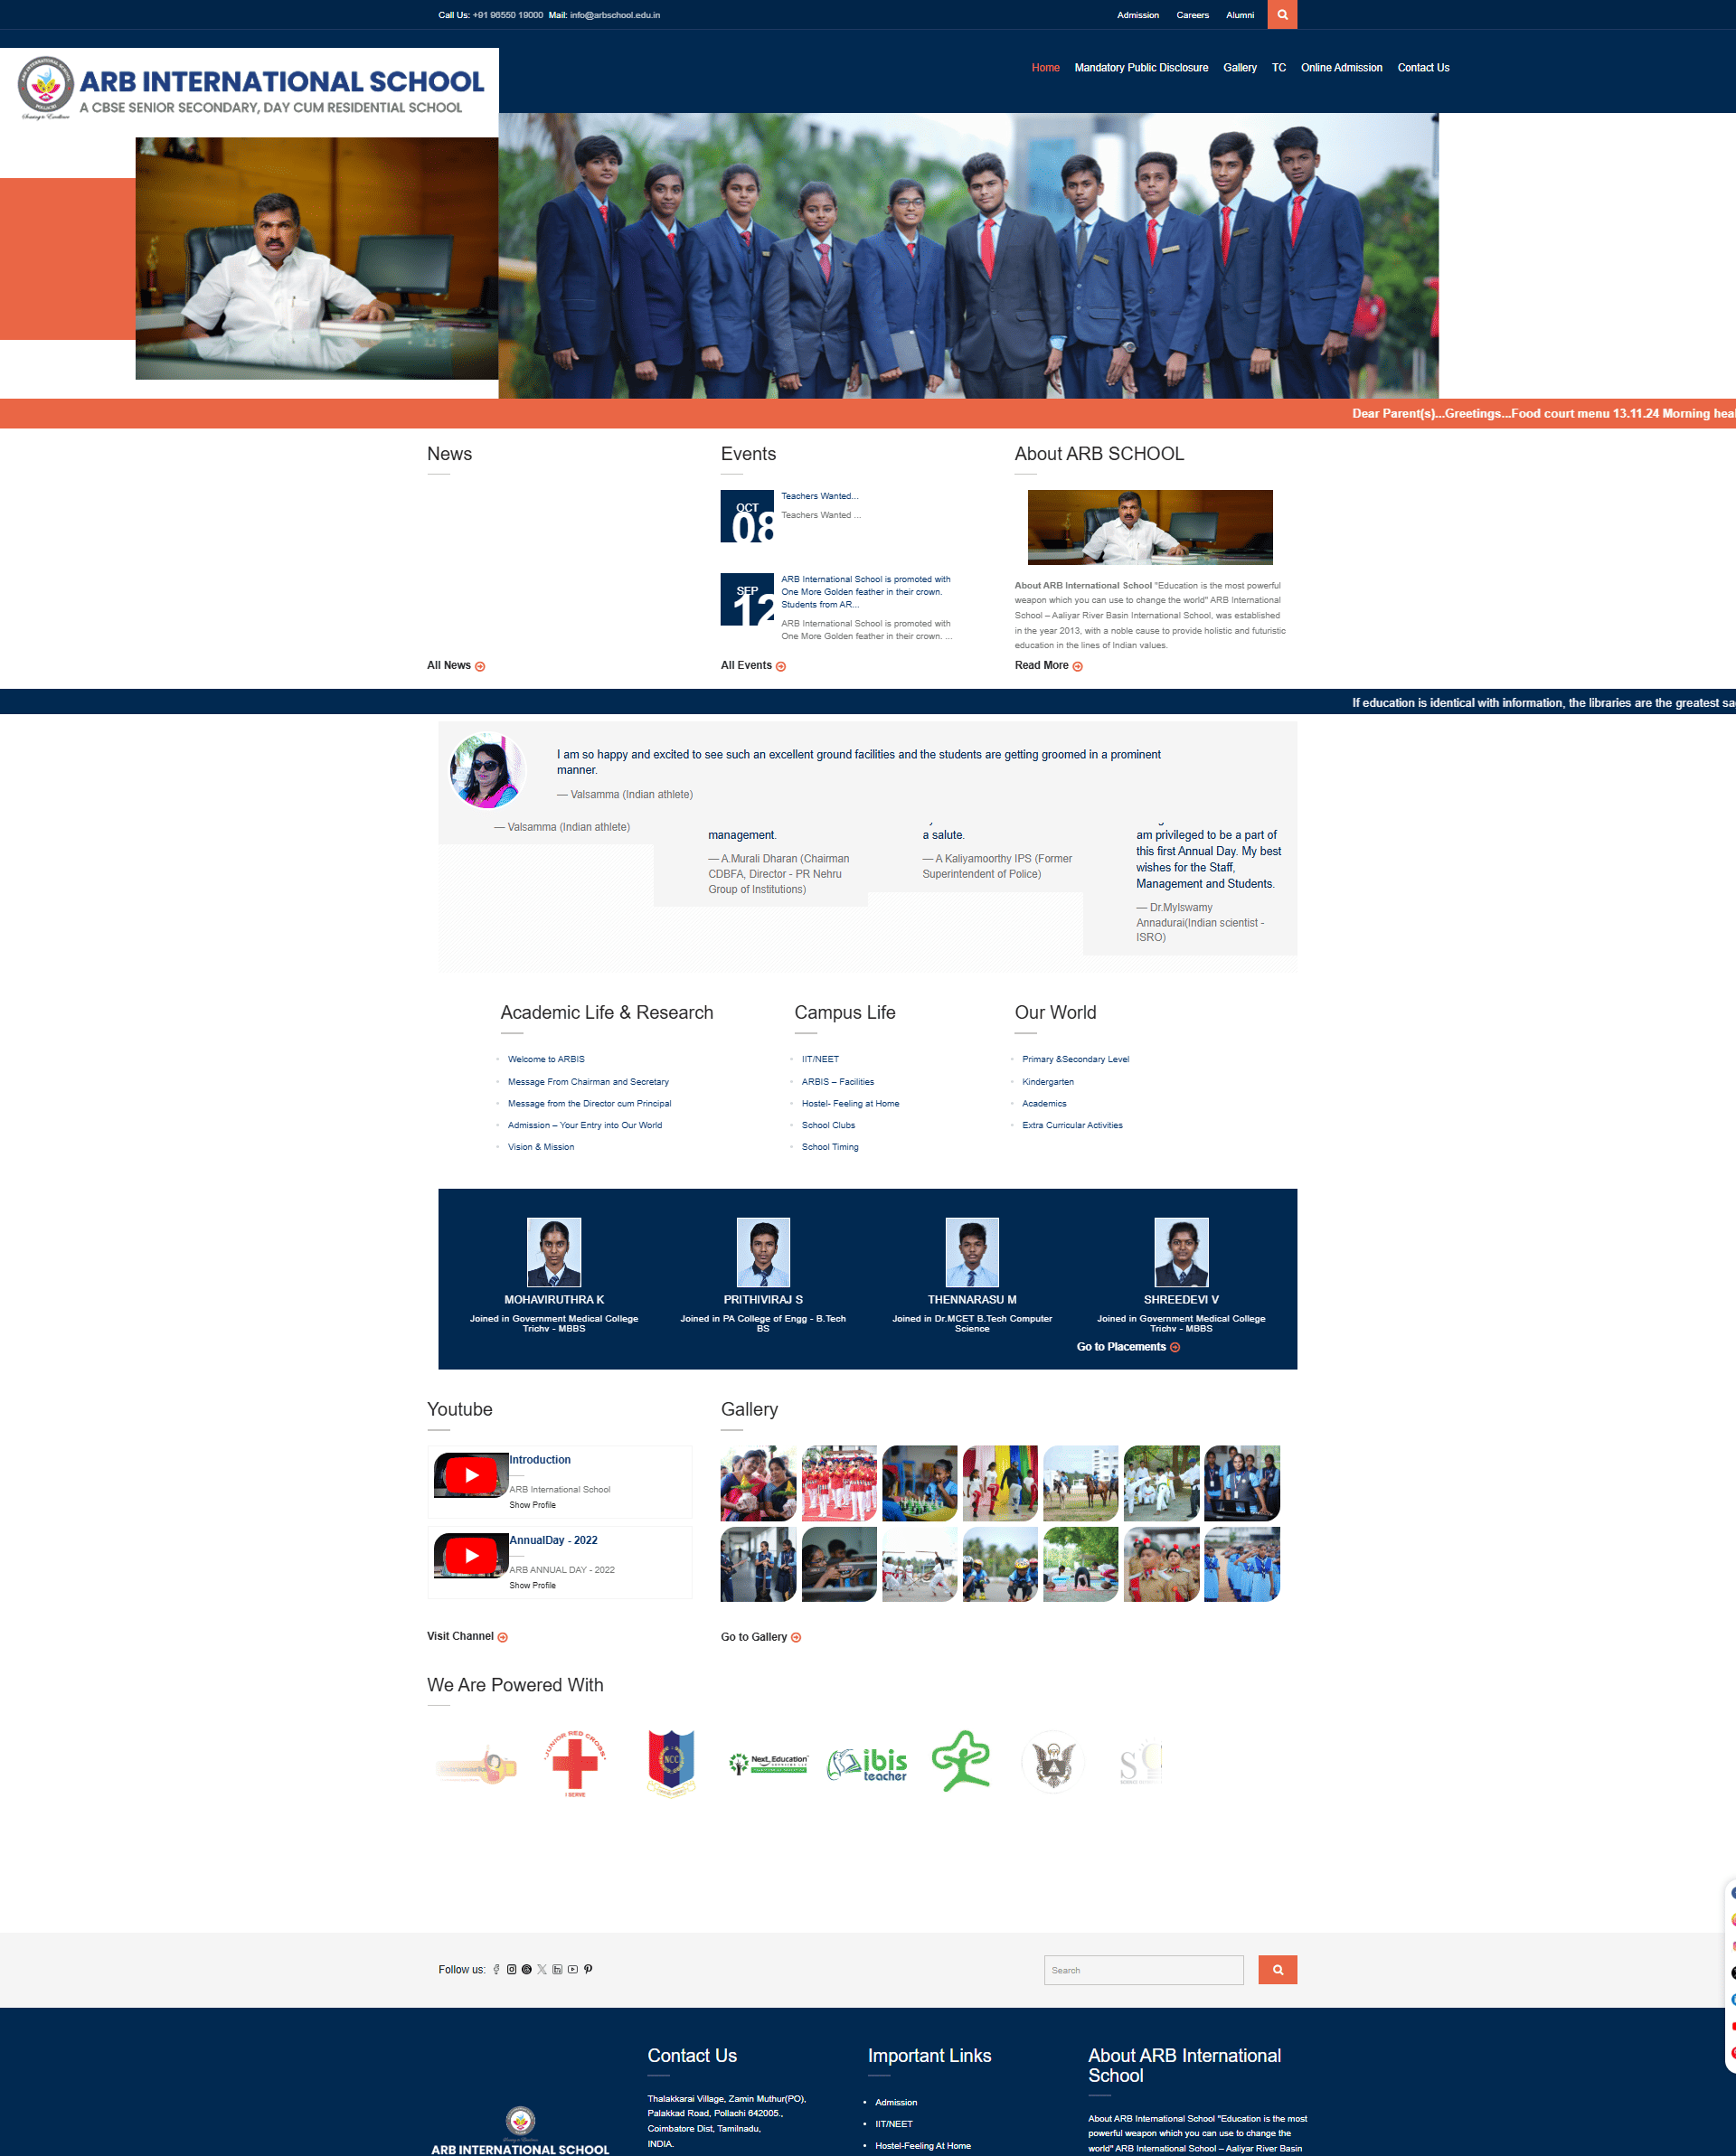 Call Us: +91 96550 19000 Mail: info@arbschool.edu.in
Admission Careers Alumni
ARB INTERNATIONAL SCHOOL
A CBSE SENIOR SECONDARY, DAY CUM RESIDENTIAL SCHOOL
Home Mandatory Public Disclosure Gallery TC Online Admission Contact Us
Dear Parent(s)...Greetings...Food court menu 13.11.24 Morning
News
All News
Events
OCT
08
Teachers Wanted...
Teachers Wanted ...
SEP
12
ARB International School is promoted with
One More Golden feather in their crown.
Students from AR...
ARB International School is promoted with
One More Golden feather in their crown. ...
All Events
About ARB SCHOOL
About ARB International School "Education is the most powerful
weapon which you can use to change the world" ARB International
School – Aaliyar River Basin International School, was established
in the year 2013, with a noble cause to provide holistic and futuristic
education in the lines of Indian values.
Read More
If education is identical with information, the libraries are the greatest
I am so happy and excited to see such an excellent ground facilities and the students are getting groomed in a prominent
manner.
— Valsamma (Indian athlete)
— Valsamma (Indian athlete)
management.
— A.Murali Dharan (Chairman
CDBFA, Director - PR Nehru
Group of Institutions)
a salute.
— A Kaliyamoorthy IPS (Former
Superintendent of Police)
am privileged to be a part of
this first Annual Day. My best
wishes for the Staff,
Management and Students.
— Dr.Mylswamy
Annadurai(Indian scientist -
ISRO)
Academic Life & Research
Welcome to ARBIS
Message From Chairman and Secretary
Message from the Director cum Principal
Admission – Your Entry into Our World
Vision & Mission
Campus Life
IIT/NEET
ARBIS – Facilities
Hostel- Feeling at Home
School Clubs
School Timing
Our World
Primary &Secondary Level
Kindergarten
Academics
Extra Curricular Activities
MOHAVIRUTHRA K
Joined in Government Medical College
Trichy - MBBS
PRITHIVIRAJ S
Joined in PA College of Engg - B.Tech
BS
THENNARASU M
Joined in Dr.MCET B.Tech Computer
Science
SHREEDEVI V
Joined in Government Medical College
Trichy - MBBS
Go to Placements
Youtube
Introduction
ARB International School
Show Profile
AnnualDay - 2022
ARB ANNUAL DAY - 2022
Show Profile
Visit Channel
Gallery
Go to Gallery
We Are Powered With
JUNIOR RED CROSS
I SERVE
NCC
Next Education
ibis
teacher
Follow us:
Search
ARB INTERNATIONAL SCHOOL
Contact Us
Thalakkarai Village, Zamin Muthur(PO),
Palakkad Road, Pollachi 642005.,
Coimbatore Dist, Tamilnadu,
INDIA.
Important Links
Admission
IIT/NEET
Hostel-Feeling At Home
About ARB International
School
About ARB International School "Education is the most
powerful weapon which you can use to change the
world" ARB International School – Aaliyar River Basin